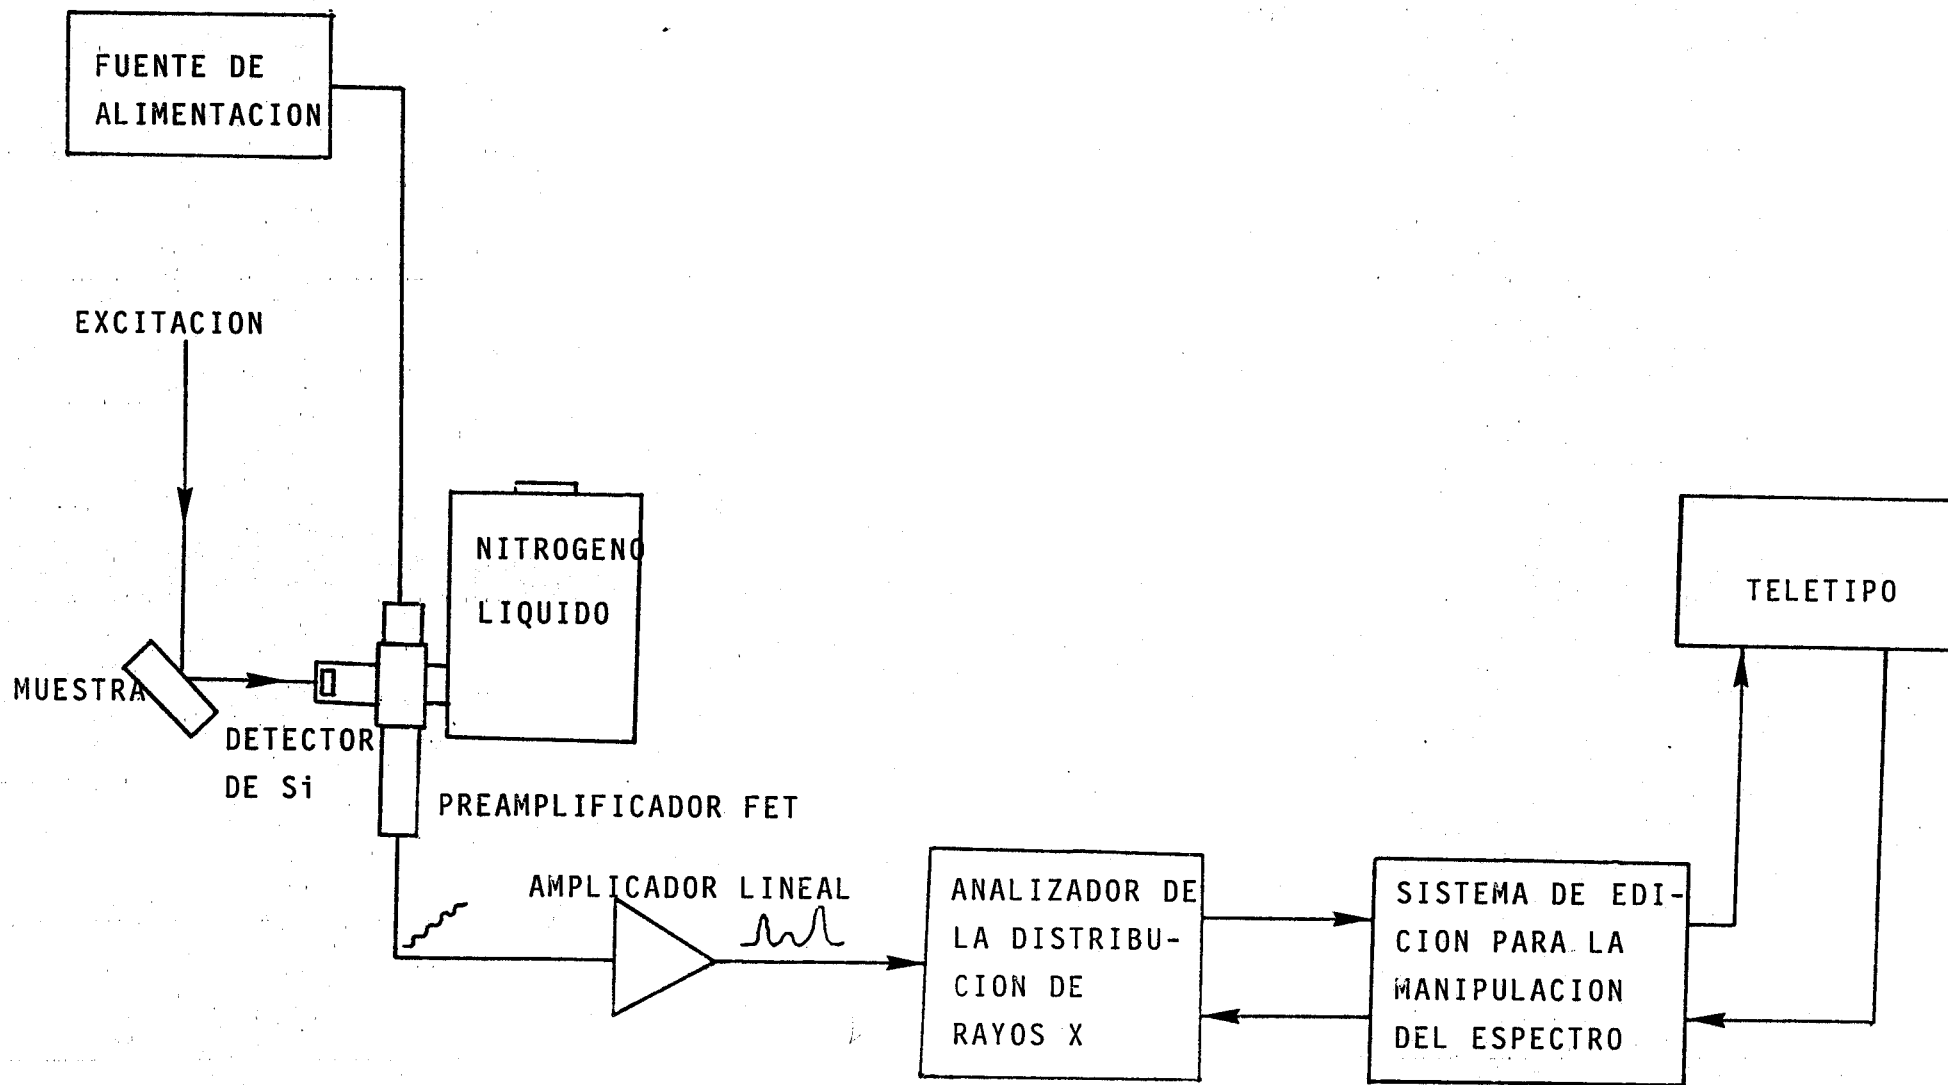 FUENTE DE
ALIMENTACION
EXCITACION
NITROGENO
LIQUIDO
TELETIPO
MUESTRA
DETECTOR
DE Si
PREAMPLIFICADOR FET
AMPLICADOR LINEAL
ANALIZADOR DE
LA DISTRIBU-
CION DE
RAYOS X
SISTEMA DE EDI-
CION PARA LA
MANIPULACION
DEL ESPECTRO